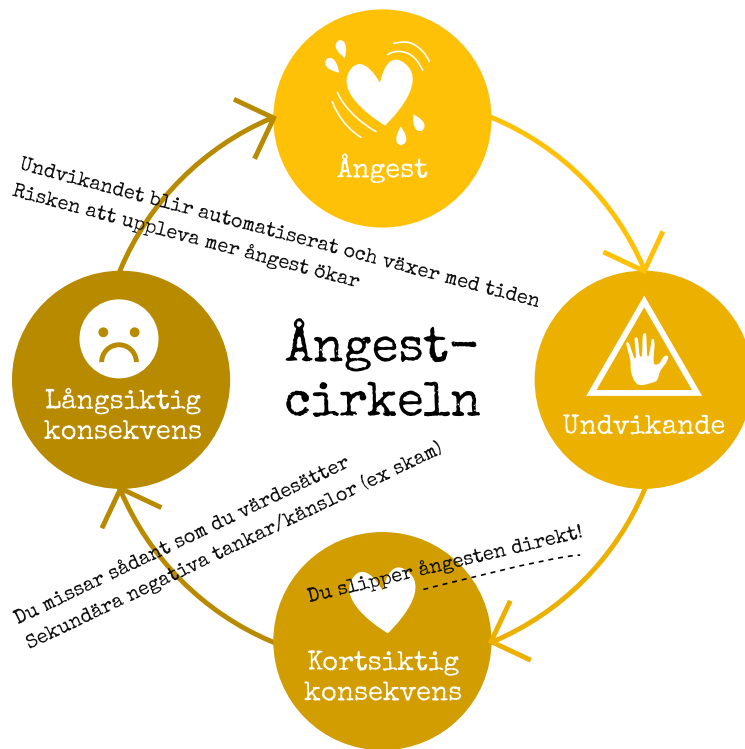 Ångest
Undvikandet blir automatiserat och växer med tiden
Risken att uppleva mer ångest ökar
Ångest-
cirkeln
Långsiktig
konsekvens
Undvikande
Du missar sådant som du värdesätter
Sekundära negativa tankar/känslor (ex skam)
Du slipper ångesten direkt!
Kortsiktig
konsekvens